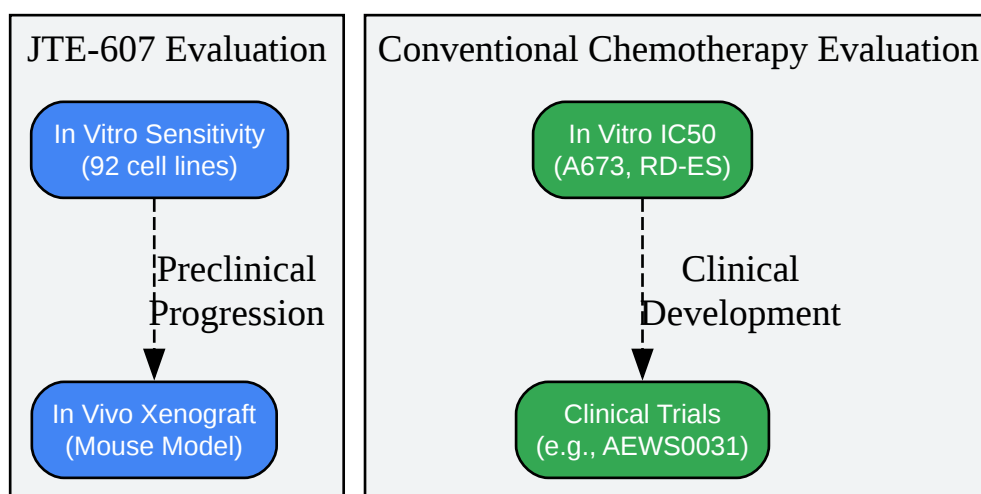 JTE-607 Evaluation
In Vitro Sensitivity
(92 cell lines)
Preclinical
Progression
In Vivo Xenograft
(Mouse Model)
Conventional Chemotherapy Evaluation
In Vitro IC50
(A673, RD-ES)
Clinical
Development
Clinical Trials
(e.g., AEWS0031)